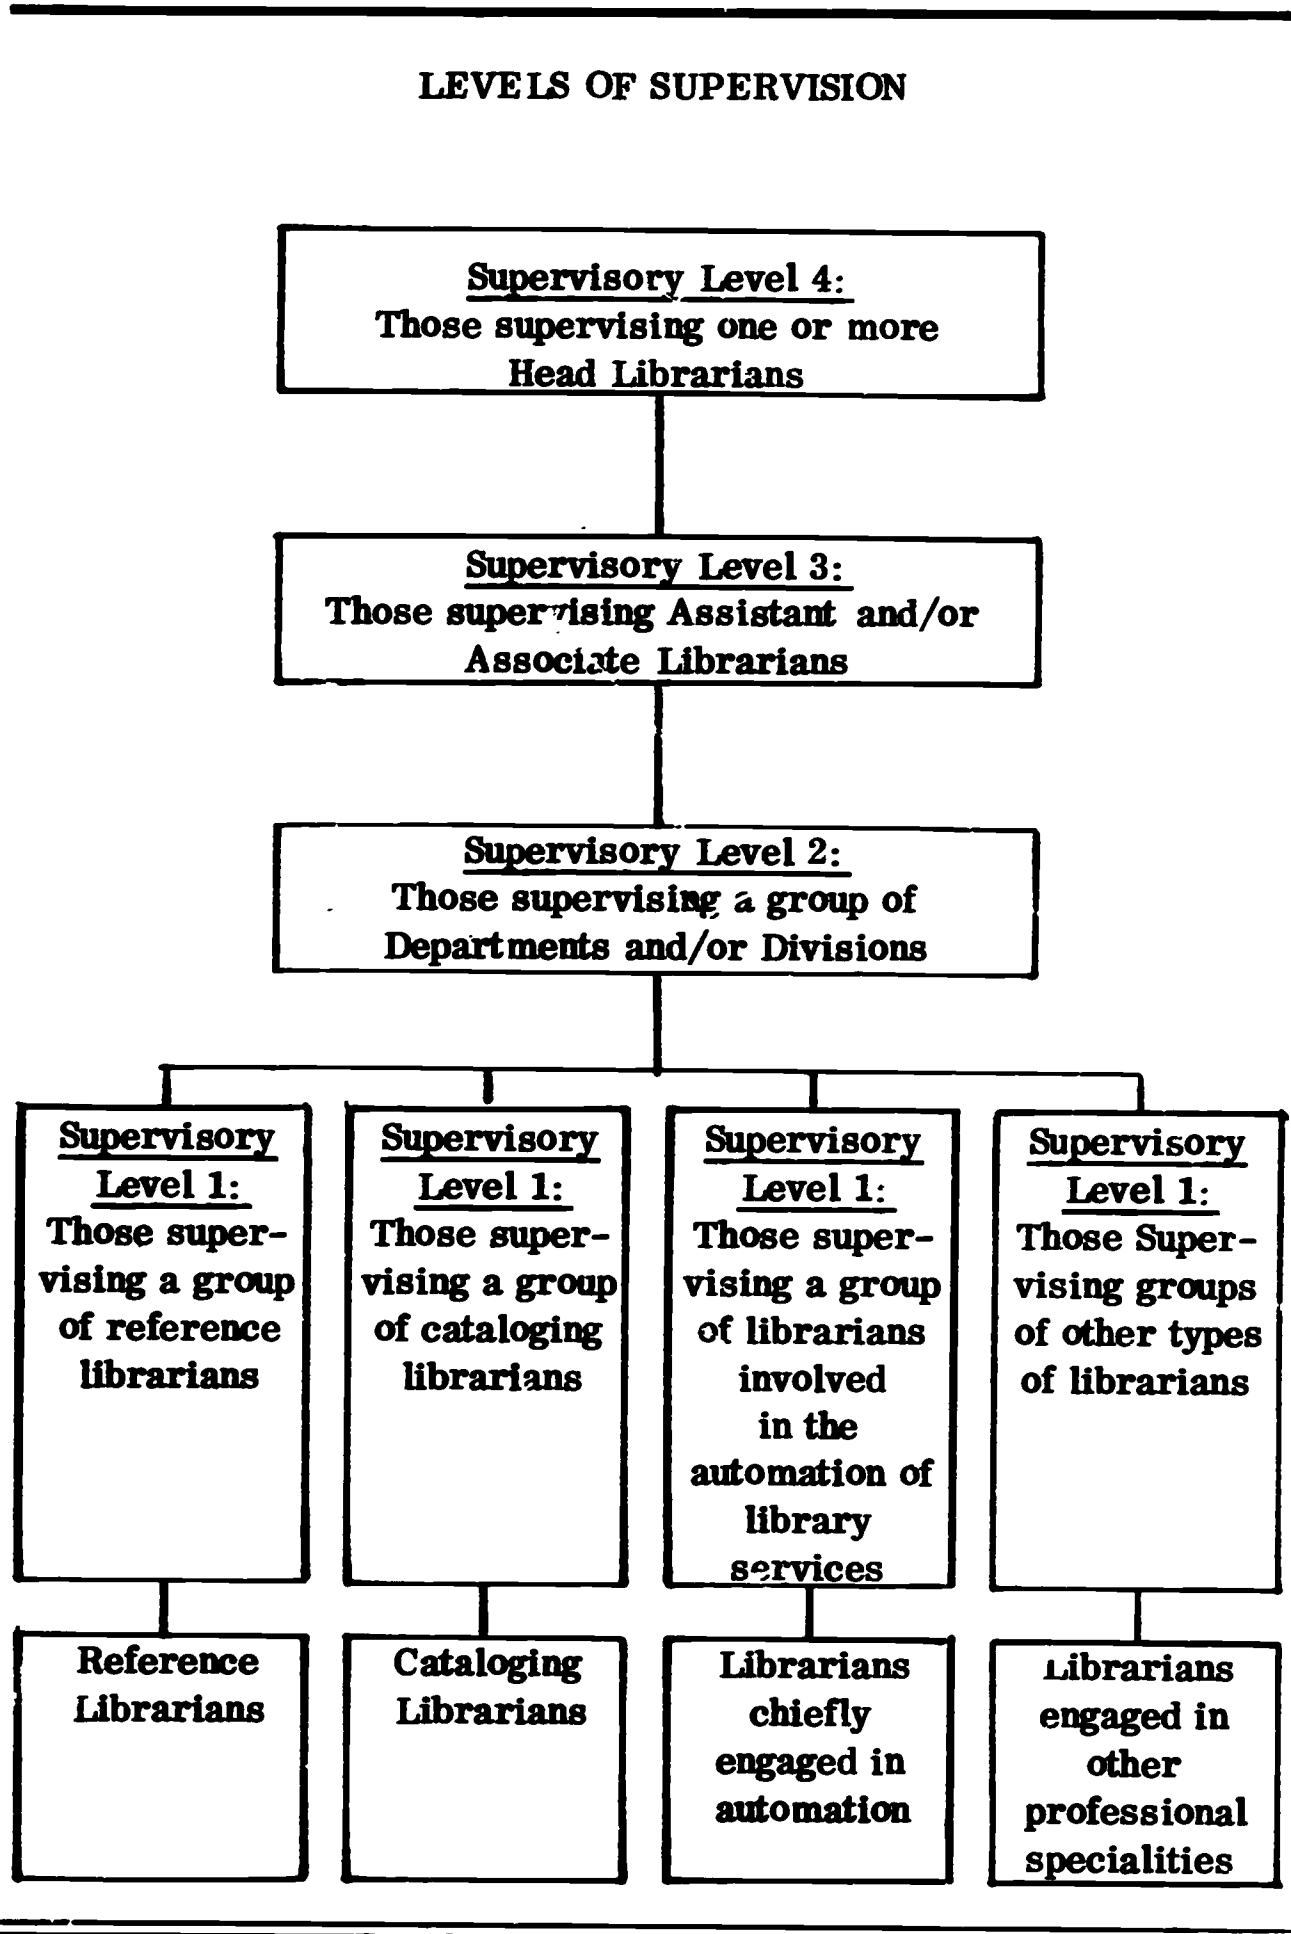 LEVELS OF SUPERVISION
Supervisory Level 4:
Those supervising one or more
Head Librarians
Supervisory Level 3:
Those supervising Assistant and/or
Associate Librarians
Supervisory Level 2:
Those supervising a group of
Departments and/or Divisions
Supervisory
Level 1:
Those super-
vising a group
of reference
librarians
Supervisory
Level 1:
Those super-
vising a group
of cataloging
librarians
Supervisory
Level 1:
Those super-
vising a group
of librarians
involved
in the
automation of
library
services
Supervisory
Level 1:
Those Super-
vising groups
of other types
of librarians
Reference
Librarians
Cataloging
Librarians
Librarians
chiefly
engaged in
automation
Librarians
engaged in
other
professional
specialities